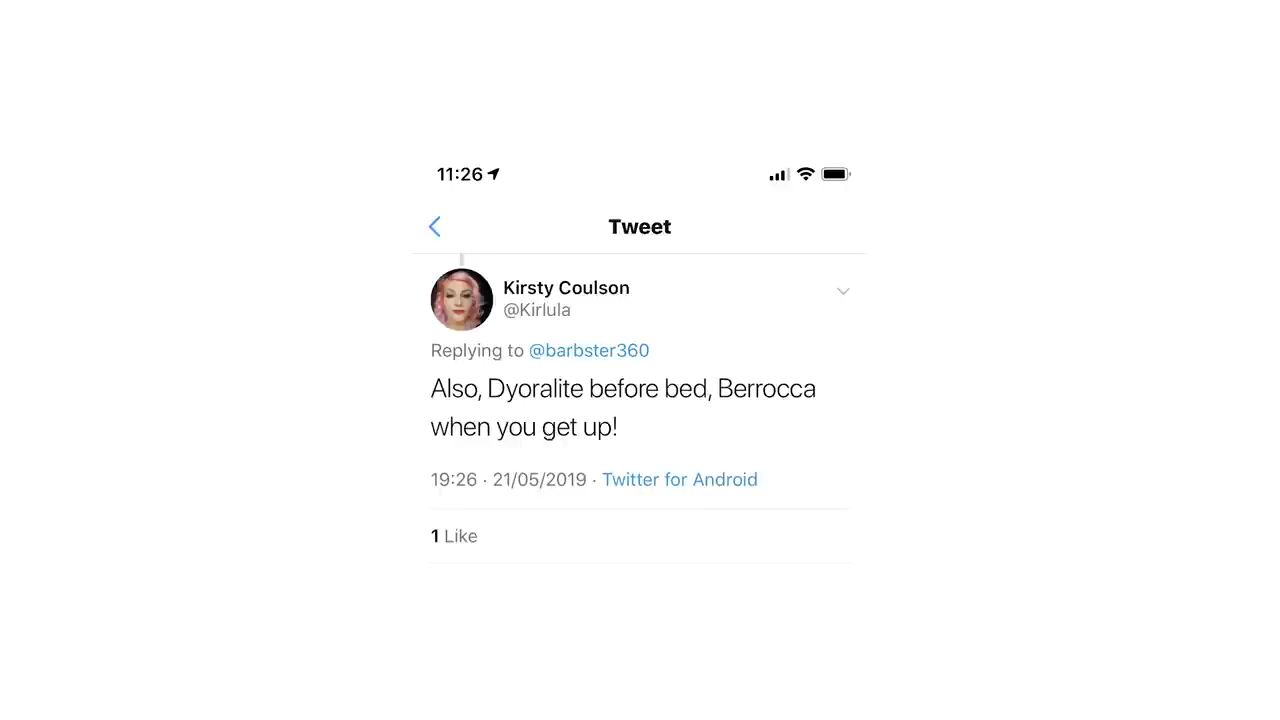 11:26
Tweet
Kirsty Coulson
@Kirlula
Replying to @barbster360
Also, Dyoralite before bed, Berrocca
when you get up!
19:26 · 21/05/2019 · Twitter for Android
1 Like